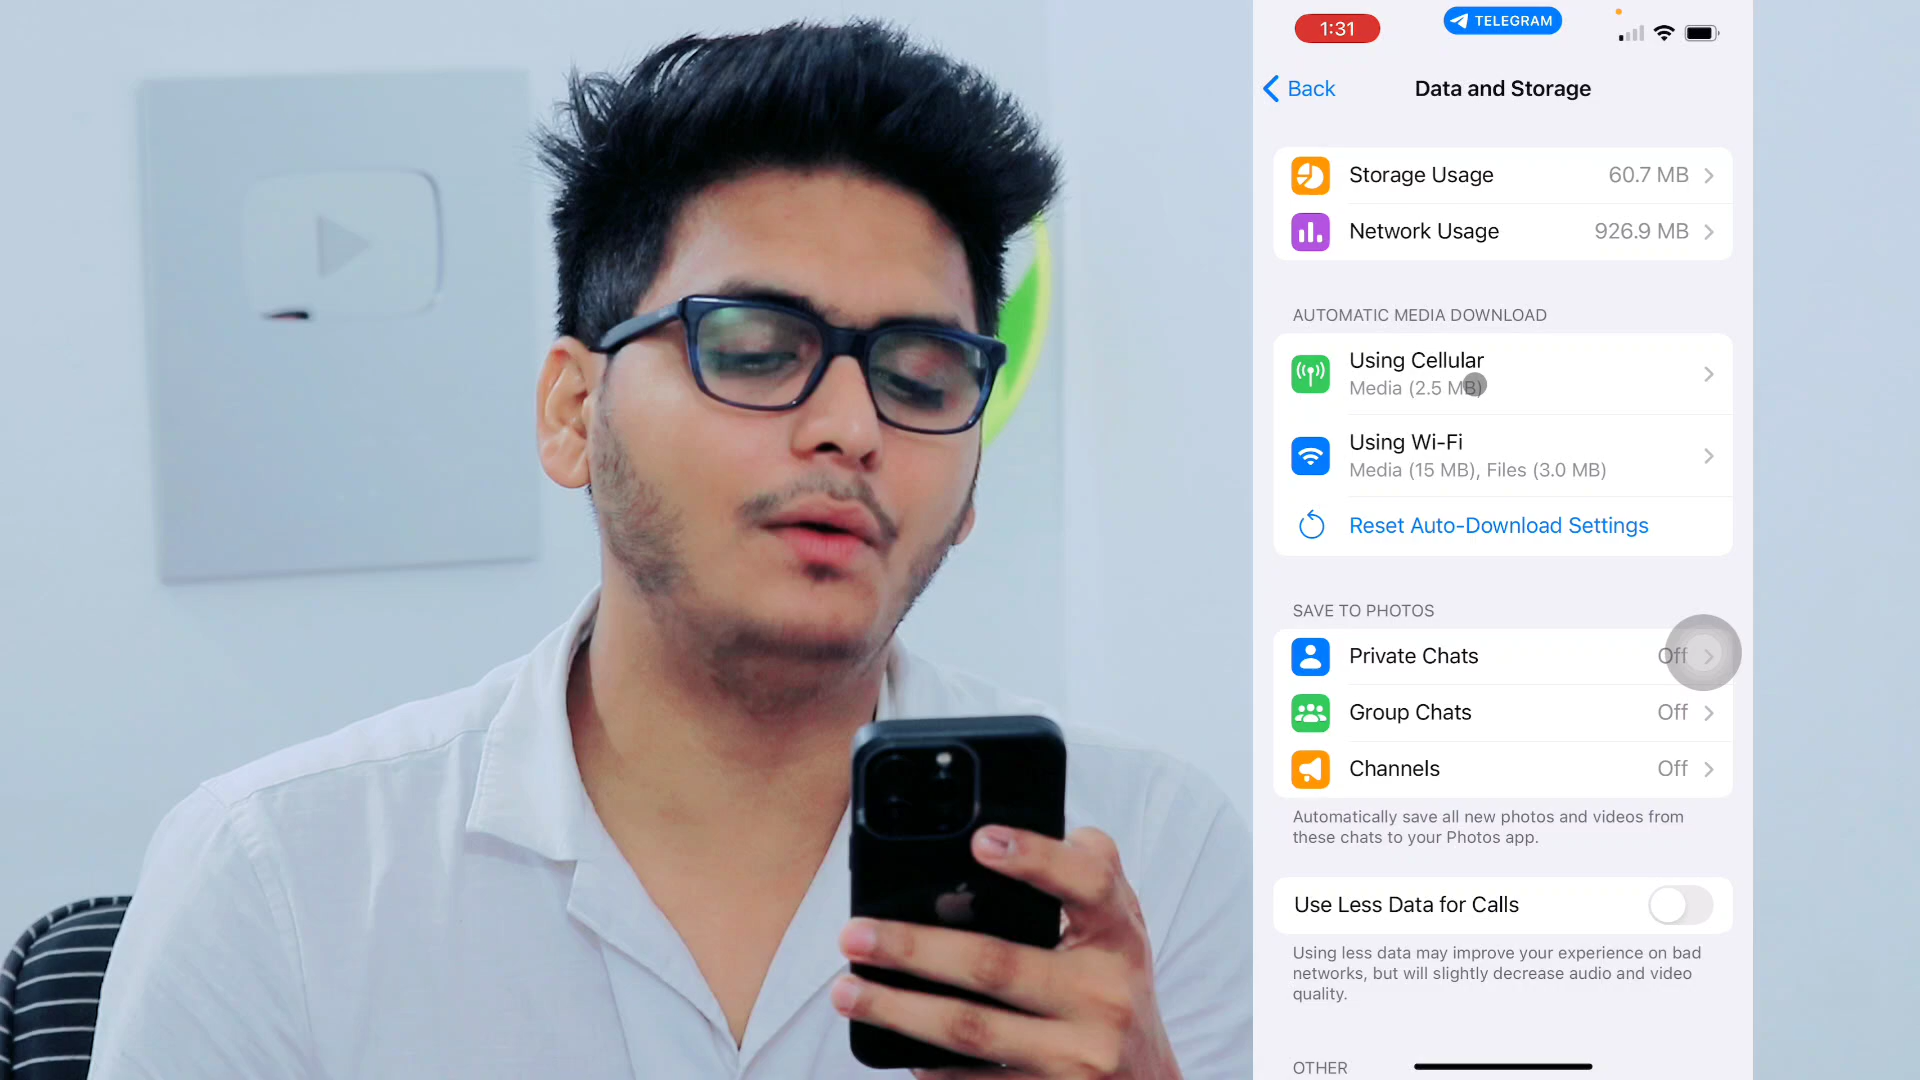 1:31
TELEGRAM
Back
Data and Storage
Storage Usage 60.7 MB
Network Usage 926.9 MB
AUTOMATIC MEDIA DOWNLOAD
Using Cellular
Media (2.5 MB)
Using Wi-Fi
Media (15 MB), Files (3.0 MB)
Reset Auto-Download Settings
SAVE TO PHOTOS
Private Chats Off
Group Chats Off
Channels Off
Automatically save all new photos and videos from
these chats to your Photos app.
Use Less Data for Calls
Using less data may improve your experience on bad
networks, but will slightly decrease audio and video
quality.
OTHER